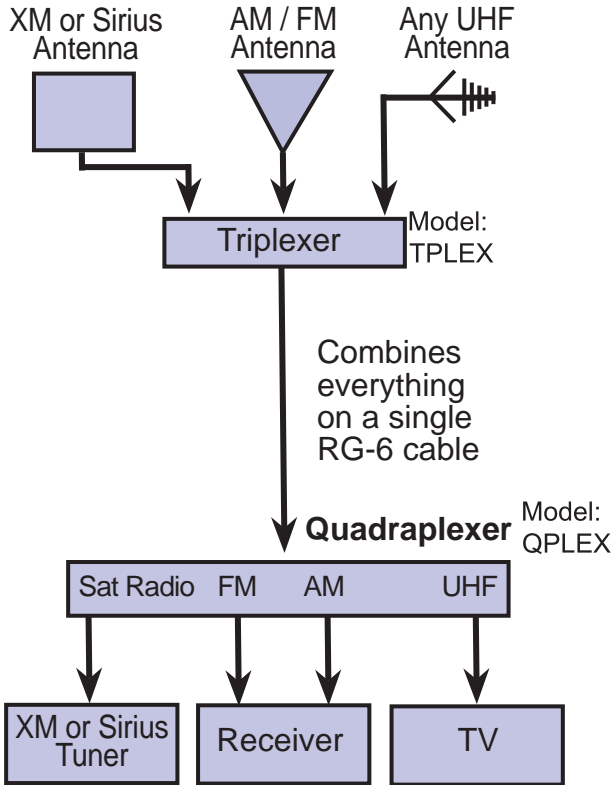 XM or Sirius
Antenna
AM / FM
Antenna
Any UHF
Antenna
Triplexer
Model:
TPLEX
Combines
everything
on a single
RG-6 cable
Quadraplexer
Model:
QPLEX
Sat Radio FM AM UHF
XM or Sirius
Tuner
Receiver
TV